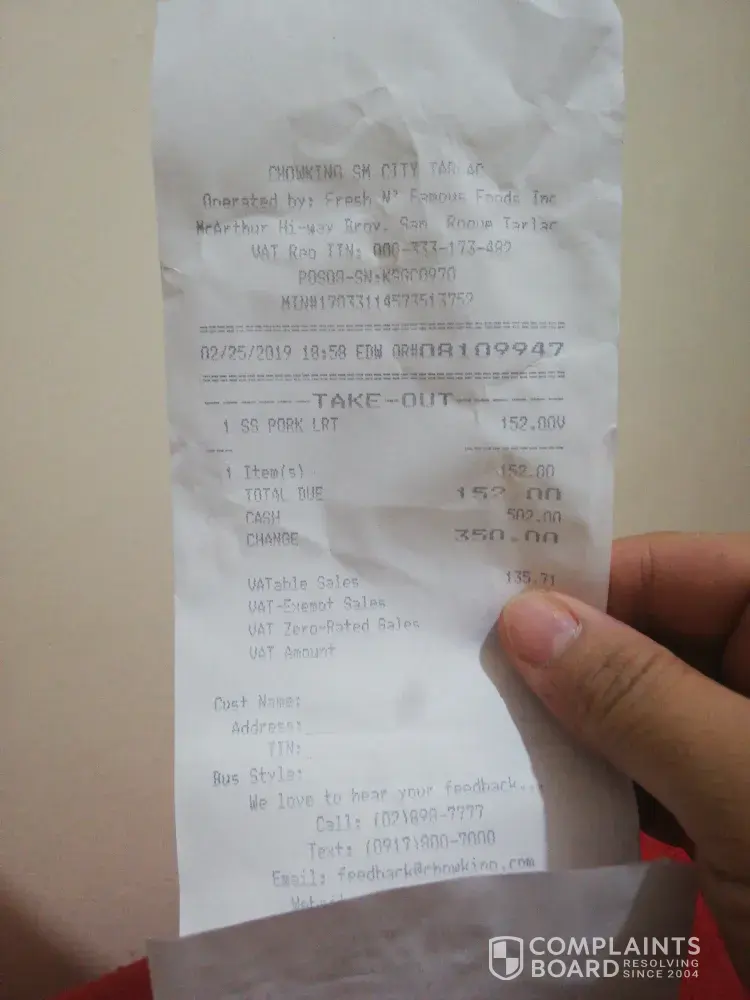 CHOWKING SM CITY TARLAC
Operated by: Fresh N' Famous Foods Inc
McArthur Hi-way Brgy. San Roque Tarlac
VAT Reg TIN: 000-333-173-482
POS08-SN:
MIN#17033114573513752
02/25/2019 18:58 EDW OR#08109947
------TAKE-OUT------
1 SS PORK LRT 152.00V
1 Item(s) 152.00
TOTAL DUE 152.00
CASH 502.00
CHANGE 350.00
VATable Sales 135.71
VAT-Exempt Sales
VAT Zero-Rated Sales
VAT Amount
Cust Name:
Address:
TIN:
Bus Style:
We love to hear your feedback...
Call: (02)890-7777
Text: (0917)800-7000
Email: feedback@chowking.com
COMPLAINTS
BOARD RESOLVING
SINCE 2004